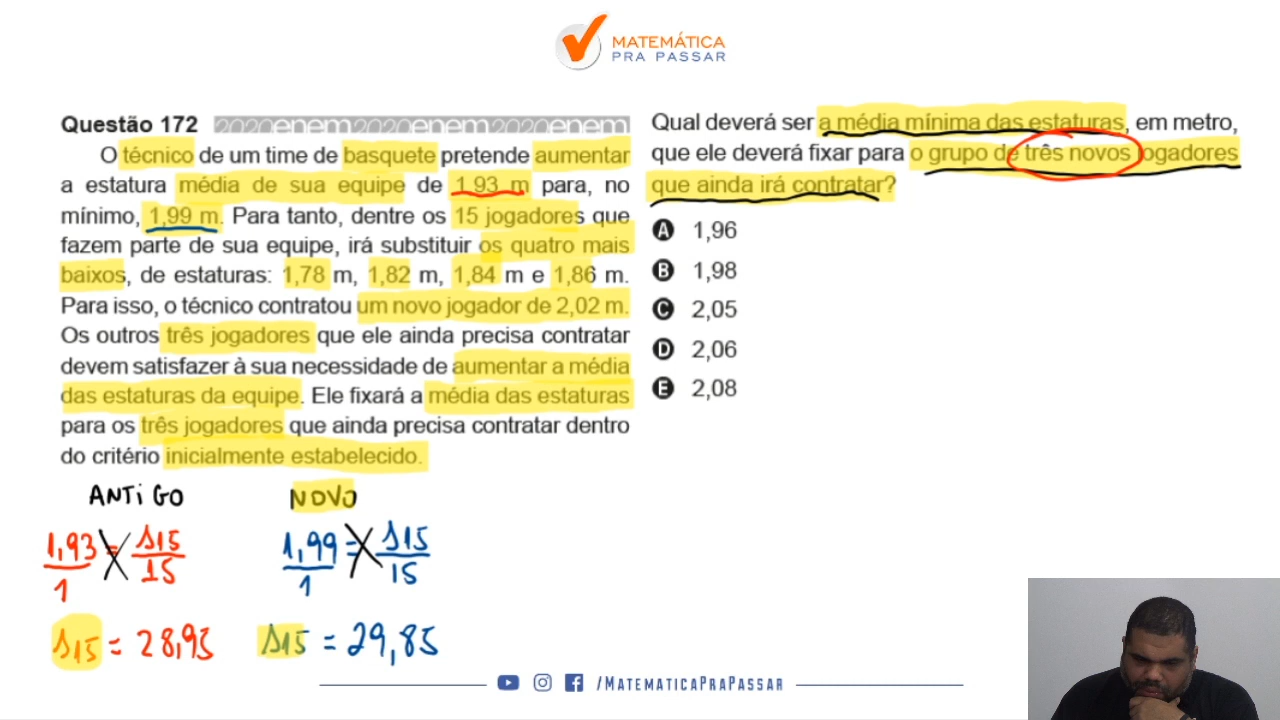 MATEMÁTICA
PRA PASSAR
Questão 172 2020enem2020enem2020enem
O técnico de um time de basquete pretende aumentar
a estatura média de sua equipe de 1,93 m para, no
mínimo, 1,99 m. Para tanto, dentre os 15 jogadores que
fazem parte de sua equipe, irá substituir os quatro mais
baixos, de estaturas: 1,78 m, 1,82 m, 1,84 m e 1,86 m.
Para isso, o técnico contratou um novo jogador de 2,02 m.
Os outros três jogadores que ele ainda precisa contratar
devem satisfazer à sua necessidade de aumentar a média
das estaturas da equipe. Ele fixará a média das estaturas
para os três jogadores que ainda precisa contratar dentro
do critério inicialmente estabelecido.
Qual deverá ser a média mínima das estaturas, em metro,
que ele deverá fixar para o grupo de três novos jogadores
que ainda irá contratar?
A 1,96
B 1,98
C 2,05
D 2,06
E 2,08
ANTIGO
1,93/1 = S15/15
S15 = 28,95
NOVO
1,99/1 = S15/15
S15 = 29,85
/MATEMATICAPRAPASSAR